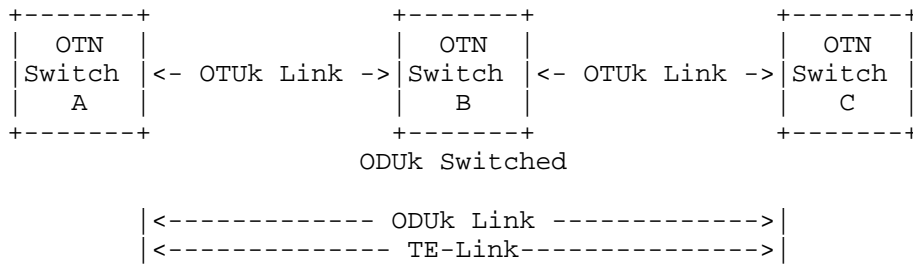 +-------+                   +-------+                   +-------+
|  OTN  |                   |  OTN  |                   |  OTN  |
|Switch |<- OTUk Link ->|Switch |<- OTUk Link ->|Switch |
|   A   |                   |   B   |                   |   C   |
+-------+                   +-------+                   +-------+
ODUk Switched
|<------------- ODUk Link ------------->|
|<-------------- TE-Link--------------->|